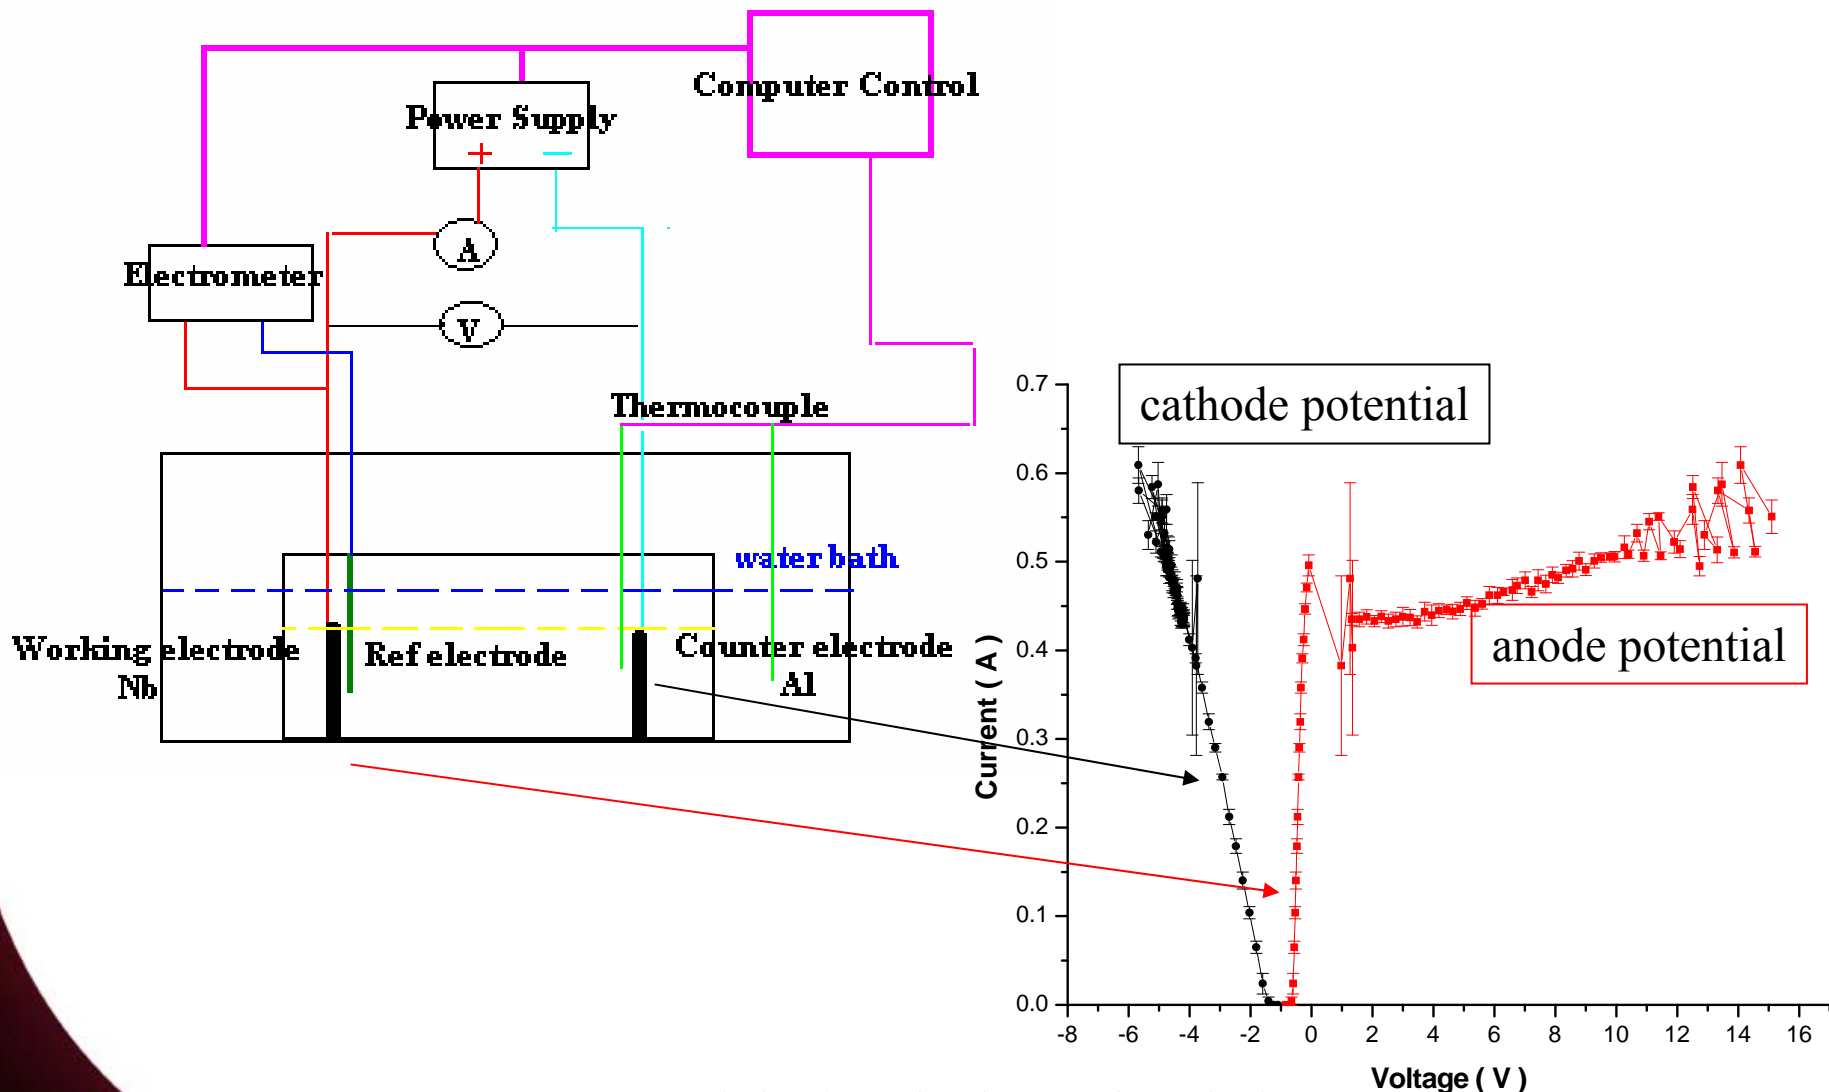 Computer Control
Power Supply
+ −
A
Electrometer
V
Thermocouple
water bath
Working electrode
Nb
Ref electrode
Counter electrode
Al
cathode potential
anode potential
0.7
0.6
0.5
0.4
0.3
0.2
0.1
0.0
Current ( A )
-8 -6 -4 -2 0 2 4 6 8 10 12 14 16
Voltage ( V )